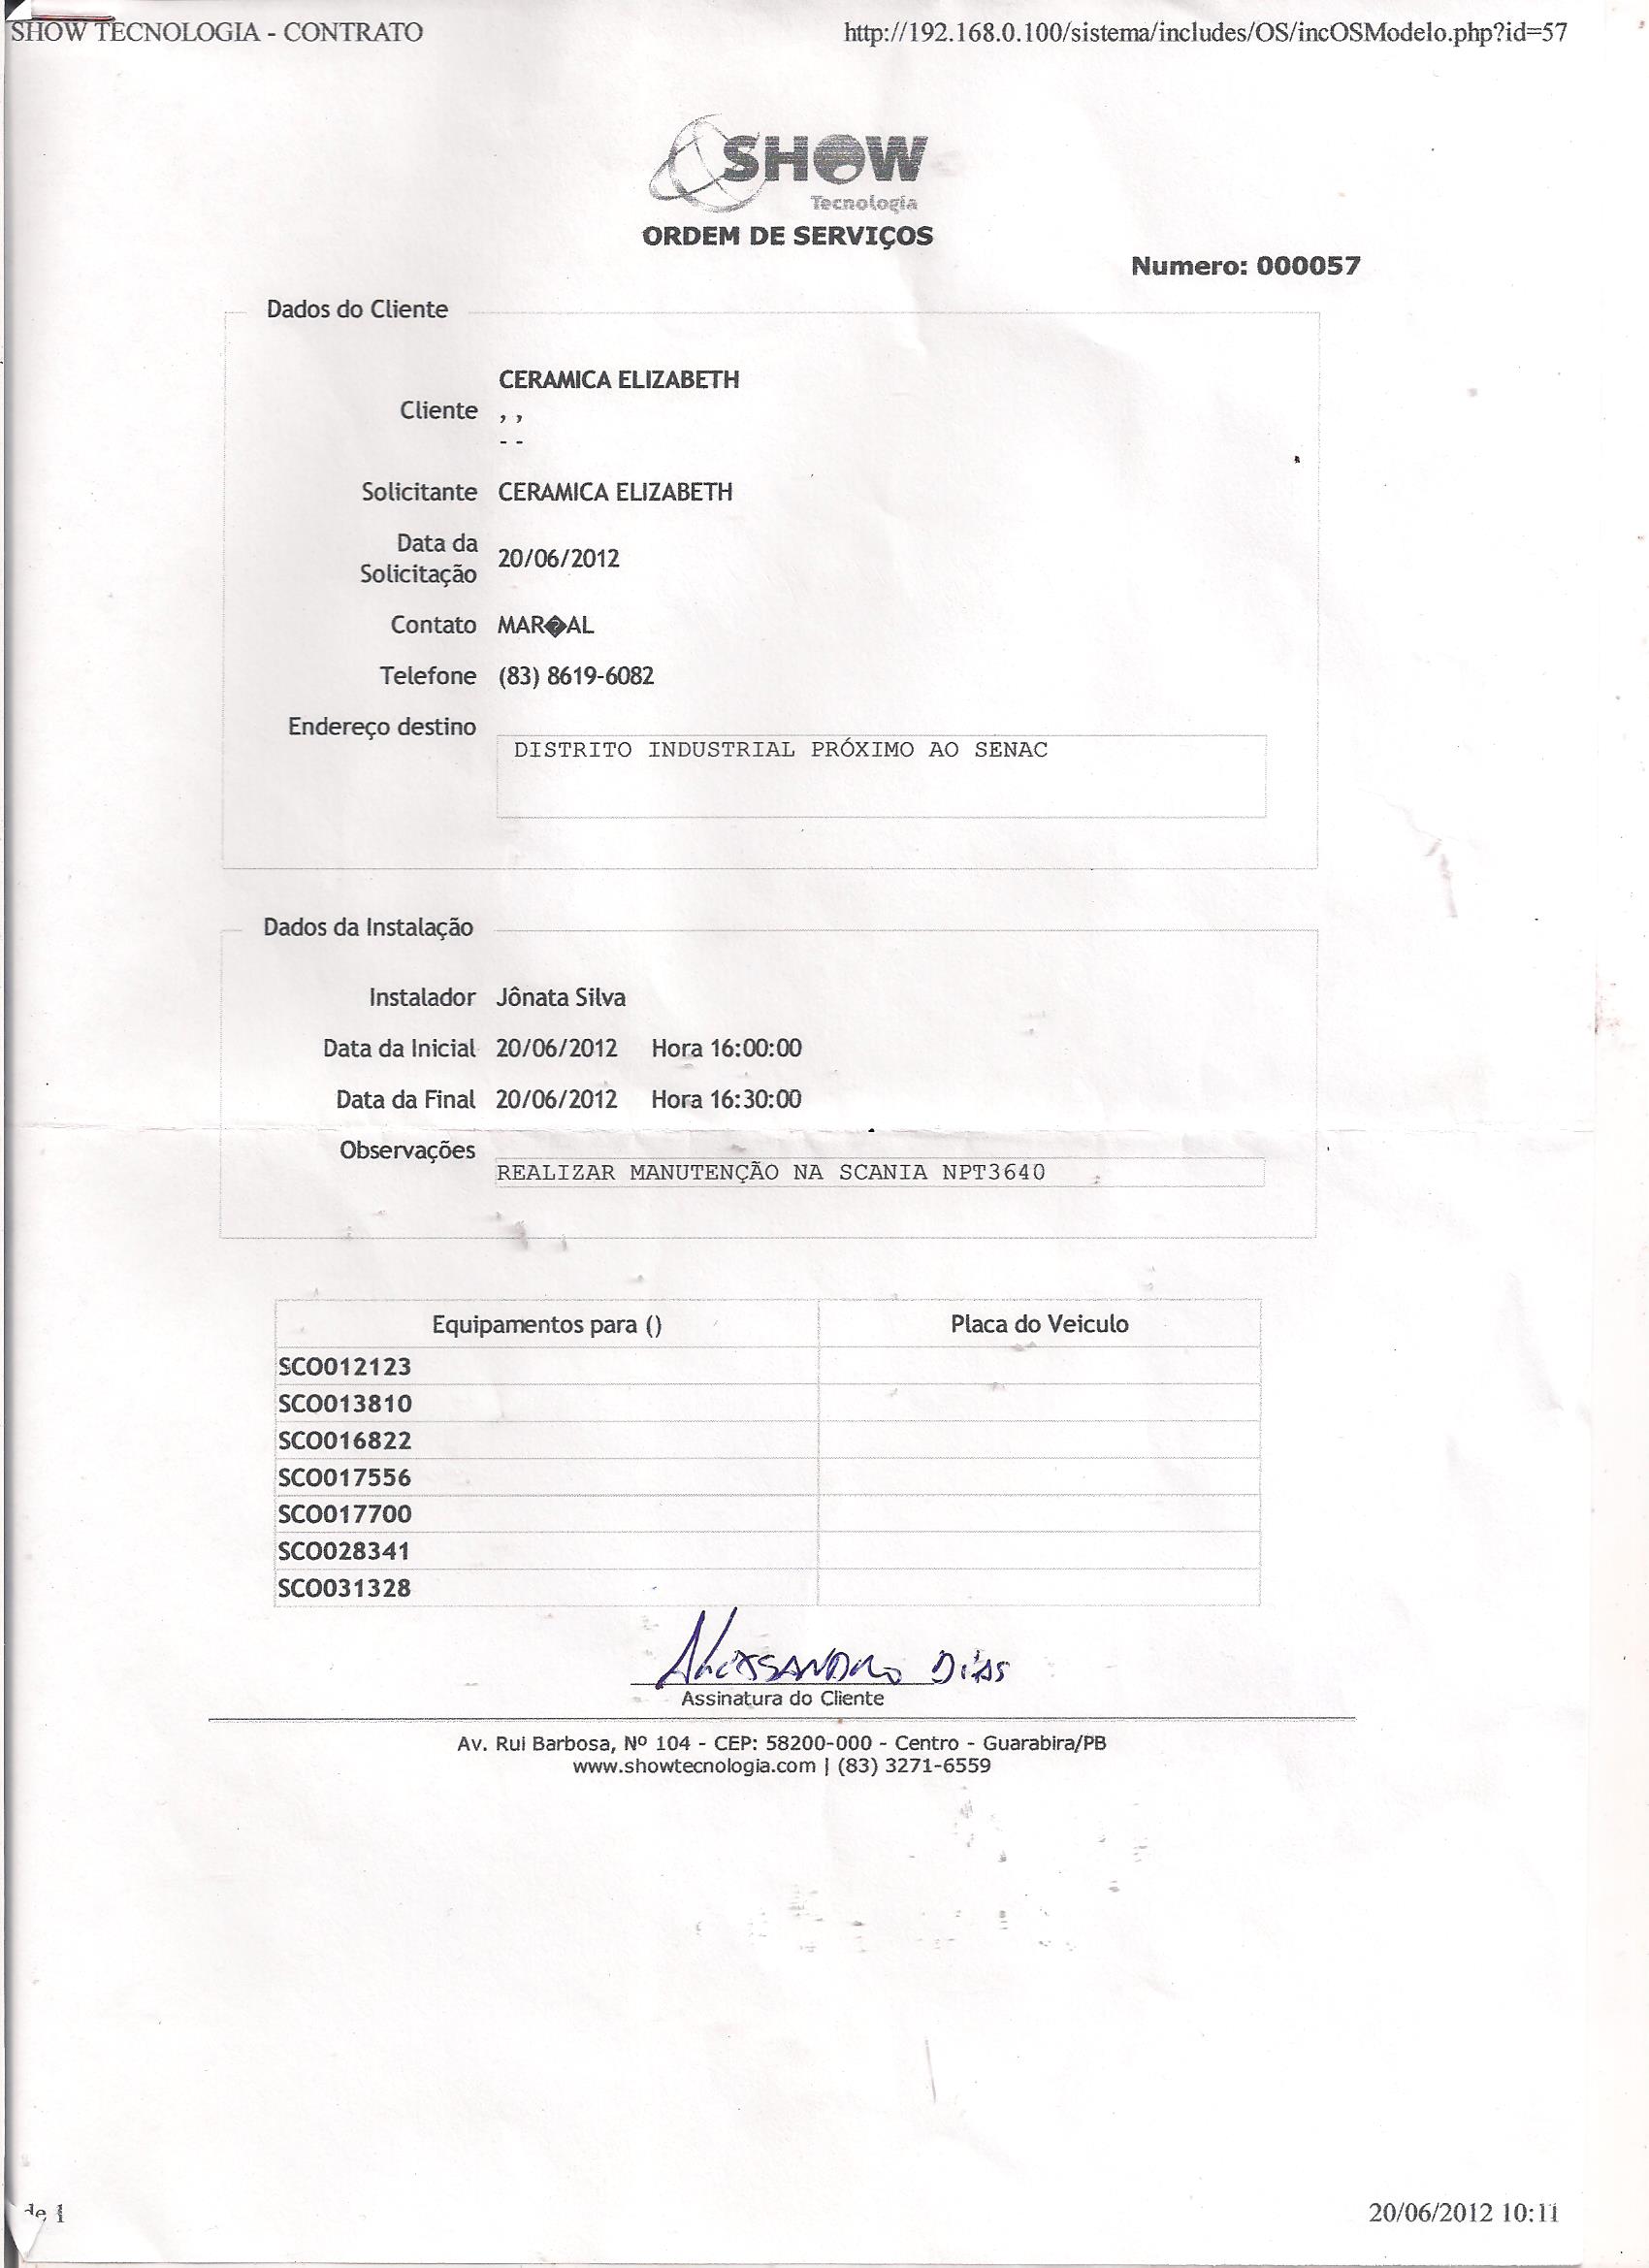 SHOW TECNOLOGIA - CONTRATO http://192.168.0.100/sistema/includes/OS/incOSModelo.php?id=57
SHOW
Tecnologia
ORDEM DE SERVIÇOS
Numero: 000057
Dados do Cliente
CERAMICA ELIZABETH
Cliente , ,
- -
Solicitante CERAMICA ELIZABETH
Data da
Solicitação 20/06/2012
Contato MAR�AL
Telefone (83) 8619-6082
Endereço destino
DISTRITO INDUSTRIAL PRÓXIMO AO SENAC
Dados da Instalação
Instalador Jônata Silva
Data da Inicial 20/06/2012 Hora 16:00:00
Data da Final 20/06/2012 Hora 16:30:00
Observações
REALIZAR MANUTENÇÃO NA SCANIA NPT3640
Equipamentos para () Placa do Veiculo
SCO012123
SCO013810
SCO016822
SCO017556
SCO017700
SCO028341
SCO031328
Alessandro Dias
Assinatura do Cliente
Av. Rui Barbosa, Nº 104 - CEP: 58200-000 - Centro - Guarabira/PB
www.showtecnologia.com | (83) 3271-6559
de 1 20/06/2012 10:11